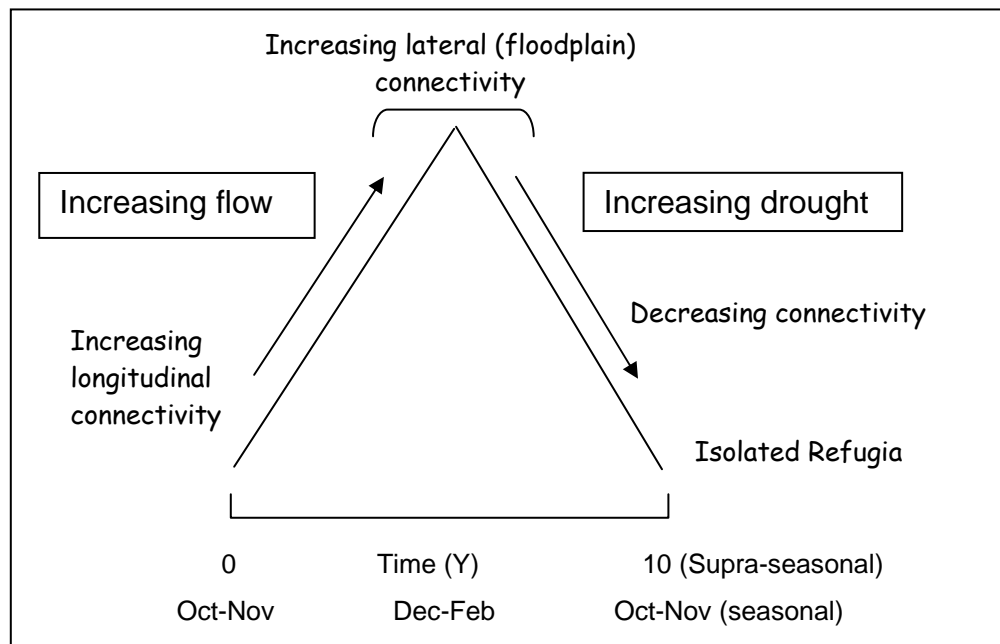 Increasing lateral (floodplain)
connectivity
Increasing flow
Increasing drought
Decreasing connectivity
Increasing
longitudinal
connectivity
Isolated Refugia
0 Time (Y) 10 (Supra-seasonal)
Oct-Nov Dec-Feb Oct-Nov (seasonal)